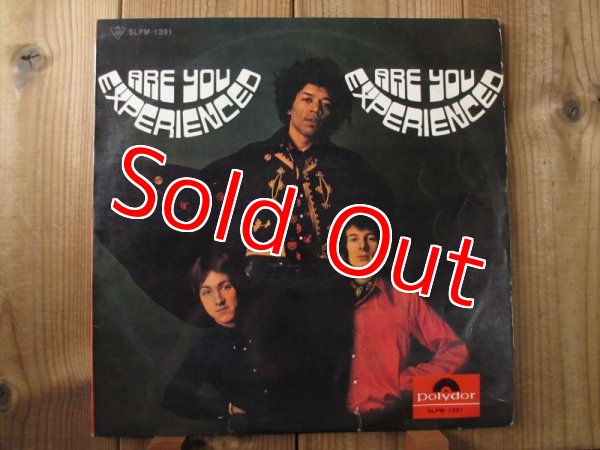 SLPM-1391
ARE YOU
EXPERIENCED
ARE YOU
EXPERIENCED
Sold Out
polydor
SLPM-1391